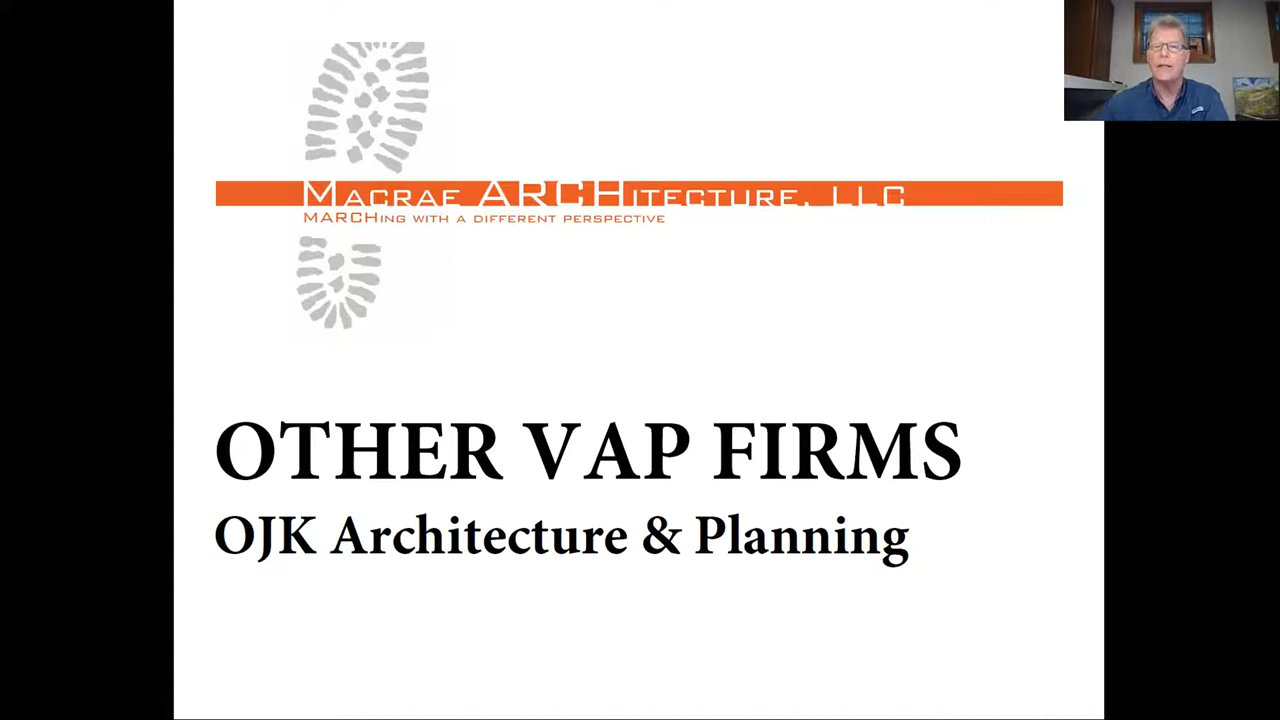 MACRAE ARCHITECTURE, LLC
MARCHING WITH A DIFFERENT PERSPECTIVE
OTHER VAP FIRMS
OJK Architecture & Planning